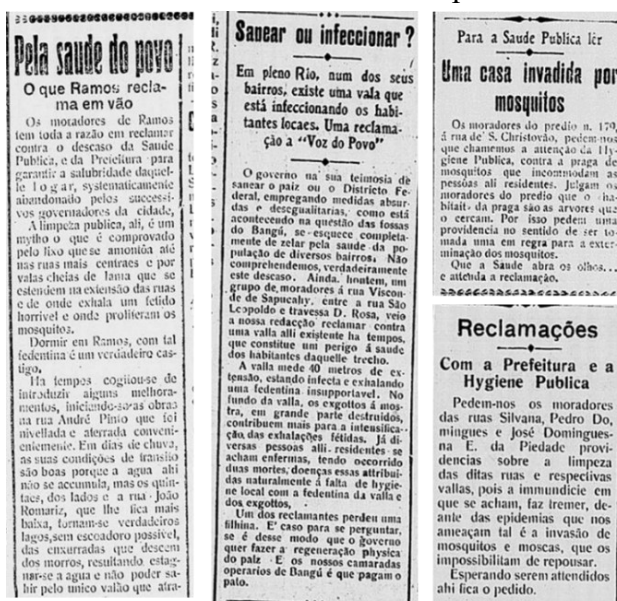 Pela saude do povo
O que Ramos recla-
ma em vão
Os moradores de Ramos
tem toda a razão em reclamar
contra o descaso da Saude
Publica, e da Prefeitura para
garantir a salubridade daquel-
le logar, systematicamente
abandonado pelos successi-
vos governadores da cidade,
A limpeza publica, ali, é um
mytho o que é comprovado
pelo lixo que se amontôa até
nas ruas mais centraes e por
valas cheias de lama que se
estendem na extensão das ruas
e de onde exhala um fetido
horrivel e onde proliferam os
mosquitos.
Dormir em Ramos, com tal
fedentina é um verdadeiro cas-
tigo.
Ha tempos cogitou-se de
introduzir alguns melhora-
mentos, iniciando-se as obras
na rua André Pinto que foi
nivellada e aterrada conveni-
enicmente. Em dias de chuva,
as suas condições de transito
são boas porque a agua ahi
não se accumula, mas os quin-
taes, dos lados e a rua João
Romariz, que lhe fica mais
baixa, tornam-se verdadeiros
lagos, sem escoadoro possivel,
das enxurradas que descem
dos morros, resultando estag-
nar-se a agua e não poder sa-
hir pelo unico vallão que atra-
Sanear ou infeccionar ?
Em pleno Rio, num dos seus
bairros, existe uma vala que
está infeccionando os habi-
tantes locaes. Uma reclama-
ção a "Voz do Povo"
O governo na sua teimosia de
sanear o paiz ou o Districto Fe-
deral, empregando medidas absur-
das e desegualitarias, como está
acontecendo na questão das fossas
do Bangú, se esquece completa-
mente de zelar pela saude da po-
pulação de diversos bairros. Não
comprehendemos, verdadeiramente
este descaso. Ainda, hontem, um
grupo de moradores á rua Viscon-
de de Sapucahy, entre a rua São
Leopoldo e travessa D. Rosa, veio
a nossa redacção reclamar contra
uma valla alli existente ha tempos,
que constitue um perigo á saude
dos habitantes daquelle trecho.
A valla mede 40 metros de ex-
tensão, estando infecta e exhalando
uma fedentina insupportavel. No
fundo da valla, os exgottos á mos-
tra, em grande parte destruidos,
contribuem mais para a intensifica-
ção das exhalações fétidas. Já di-
versas pessoas alli residentes se
acham enfermas, tendo occorrido
duas mortes, doenças essas attribui-
das naturalmente á falta de hygie-
ne local com a fedentina da valla e
dos exgottos,
Um dos reclamantes perdeu uma
filhina. E' caso para se perguntar,
se é desse modo que o governo
quer fazer a regeneração physica
do paiz - E os nossos camaradas
operarios de Bangú é que pagam o
pato.
Para a Saude Publica lêr
Uma casa invadida por
mosquitos
Os moradores do predio n. 179,
á rua de S. Christovão, pedem-nos
que chamemos a attenção da Hy-
giene Publica, contra a praga de
mosquitos que incommodam as
pessôas ali residentes. Julgam os
moradores do predio que o ha-
bitait da praga são as arvores que
o cercam. Por isso pedem uma
providencia no sentido de ser to-
mada uma em regra para a exter-
minação dos mosquitos.
Que a Saude abra os olhos...
e attenda a reclamação.
Reclamações
Com a Prefeitura e a
Hygiene Publica
Pedem-nos os moradores
das ruas Silvana, Pedro Do,
mingues e José Domingues-
na E. da Piedade provi-
dencias sobre a limpeza
das ditas ruas e respectivas
vallas, pois a immundicie em
que se acham, faz tremer, de-
ante das epidemias que nos
ameaçam tal é a invasão de
mosquitos e moscas, que os
impossibilitam de repousar.
Esperando serem attendidos
ahi fica o pedido.